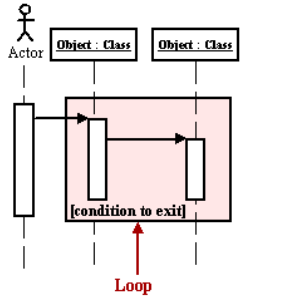 Actor
Object : Class
Object : Class
[condition to exit]
Loop